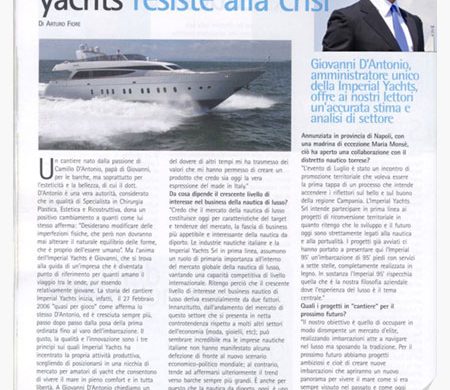 yachts resiste alla crisi
DI ARTURO FIORE
Giovanni D'Antonio,
amministratore unico
della Imperial Yachts,
offre ai nostri lettori
un'accurata stima e
analisi di settore
Un cantiere nato dalla passione di
Camillo D'Antonio, papà di Giovanni,
per le barche, ma soprattutto per
l'esteticità e la bellezza, di cui il dott.
D'Antonio è una vera autorità, considerato
che in qualità di Specialista in Chirurgia
Plastica, Estetica e Ricostruttiva, dona un
positivo cambiamento a quanti come lui
stesso afferma: "Desiderano modificare delle
imperfezioni fisiche, che però non dovranno
mai alterare il naturale equilibrio delle forme,
che è proprio dell'essere umano". Ma l'anima
dell'Imperial Yachts è Giovanni, che si trova
alla guida di un'impresa che è diventata
punto di riferimento per quanti amano il
viaggio tra le onde, pur essendo
relativamente giovane. La storia del cantiere
Imperial Yachts inizia, infatti, il 27 febbraio
2006 "quasi per gioco" come afferma lo
stesso D'Antonio, ed è cresciuta sempre più,
passo dopo passo dalla posa della prima
ordinata fino al varo dell'imbarcazione. Il
gusto, la qualità e l'innovazione sono i tre
principi sui quali Imperial Yachts ha
incentrato la propria attività produttiva,
scegliendo di posizionarsi in una nicchia di
mercato per amatori di yacht che consentono
di vivere il mare in pieno comfort e in tutta
libertà. A Giovanni D'Antonio chiediamo un
del dovere di altri tempi mi ha trasmesso dei
valori che mi hanno permesso di creare un
prodotto che credo sia oggi la vera
espressione del made in Italy."
Da cosa dipende il crescente livello di
interesse nel business della nautica di lusso?
"Credo che il mercato della nautica di lusso
costituisce oggi per caratteristiche del target
e tendenze del mercato, la fascia di business
più appetibile e interessante della nautica da
diporto. Le industrie nautiche italiane e la
Imperial Yachts Srl in prima linea, assumono
un ruolo di primaria importanza all'interno
del mercato globale della nautica di lusso,
vantando una capacità competitiva di livello
internazionale. Ritengo perciò che il crescente
livello di interesse nel business nautico di
lusso deriva essenzialmente da due fattori.
Innanzitutto, dall'andamento del mercato di
questo settore che si presenta in netta
controtendenza rispetto a molti altri settori
dell'economia (moda, gioielli, etc); può
sembrare incredibile ma le imprese nautiche
italiane non hanno manifestato alcuna
defezione di fronte al nuovo scenario
economico-politico mondiale; al contrario,
tende ad affermarsi ulteriormente il trend
verso barche sempre più grandi. È anche per
questo che la nautica da diporto, oggi, è uno
Annunziata in provincia di Napoli, con
una madrina di eccezione Maria Monsè,
ciò ha aperto una collaborazione con il
distretto nautico torrese?
"L'evento di Luglio è stato un incontro di
promozione territoriale che voleva essere
la prima tappa di un processo che intende
accendere i riflettori sul bello e sul buono
della regione Campania. L'Imperial Yachts
Srl intende partecipare in prima linea ai
progetti di riconversione territoriale in
quanto ritengo che lo sviluppo e il futuro
oggi sono strettamente legati alla nautica
e alla portualità. I progetti già avviati ci
hanno portato a presentare qui l'Imperial
95' un'imbarcazione di 95' piedi con servizi
a sette stelle, completamente realizzata in
legno. In sostanza l'Imperial 95' rispecchia
quella che è la nostra filosofia aziendale
dove l'esperienza del lusso è il tema
centrale."
Quali i progetti in "cantiere" per il
prossimo futuro?
"Il nostro obiettivo è quello di occupare in
modo dirompente un mercato di elite,
realizzando imbarcazioni atte a navigare
nel lusso ma sposando la tradizione. Per il
prossimo futuro abbiamo progetti
ambiziosi e cioè di creare nuove
imbarcazioni che apriranno un nuovo
panorama per vivere il mare come si era
sempre vissuto nel passato e come oggi